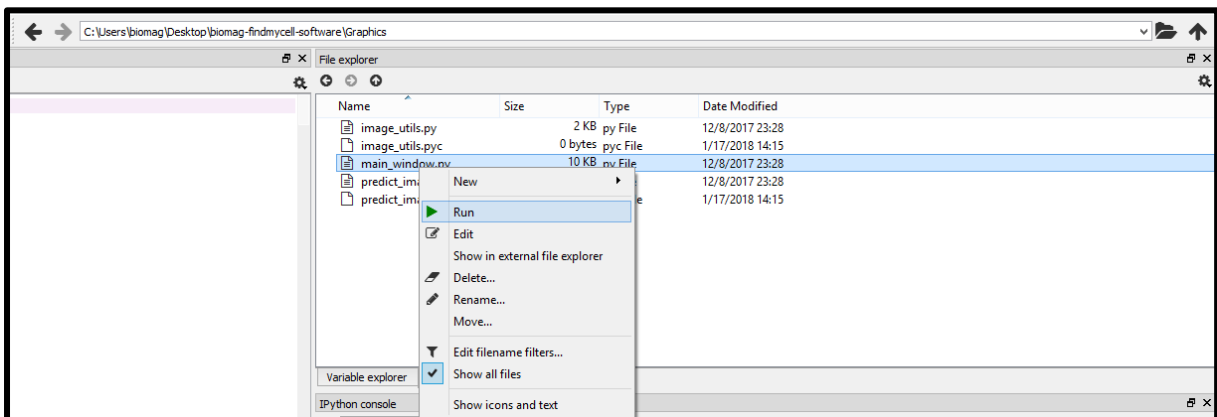 C:\Users\biomag\Desktop\biomag-findmycell-software\Graphics
File explorer
Name Size Type Date Modified
image_utils.py 2 KB py File 12/8/2017 23:28
image_utils.pyc 0 bytes pyc File 1/17/2018 14:15
main_window.py 10 KB py File 12/8/2017 23:28
predict_im 12/8/2017 23:28
predict_im e 1/17/2018 14:15
New
Run
Edit
Show in external file explorer
Delete...
Rename...
Move...
Edit filename filters...
Show all files
Show icons and text
Variable explorer
IPython console